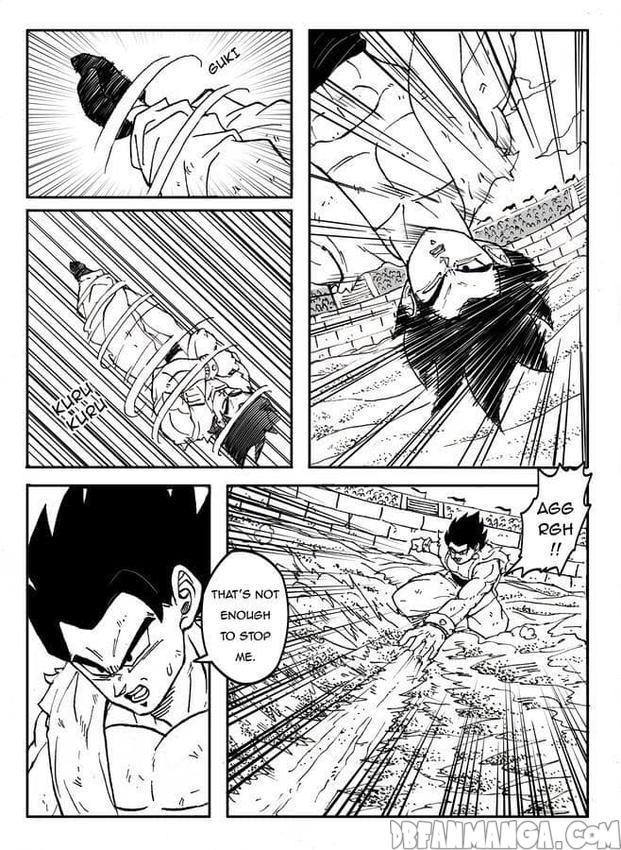 GUKI
KURU
KURU
AGG
RGH
!!
THAT'S NOT
ENOUGH
TO STOP
ME.
DBFANMANGA.COM